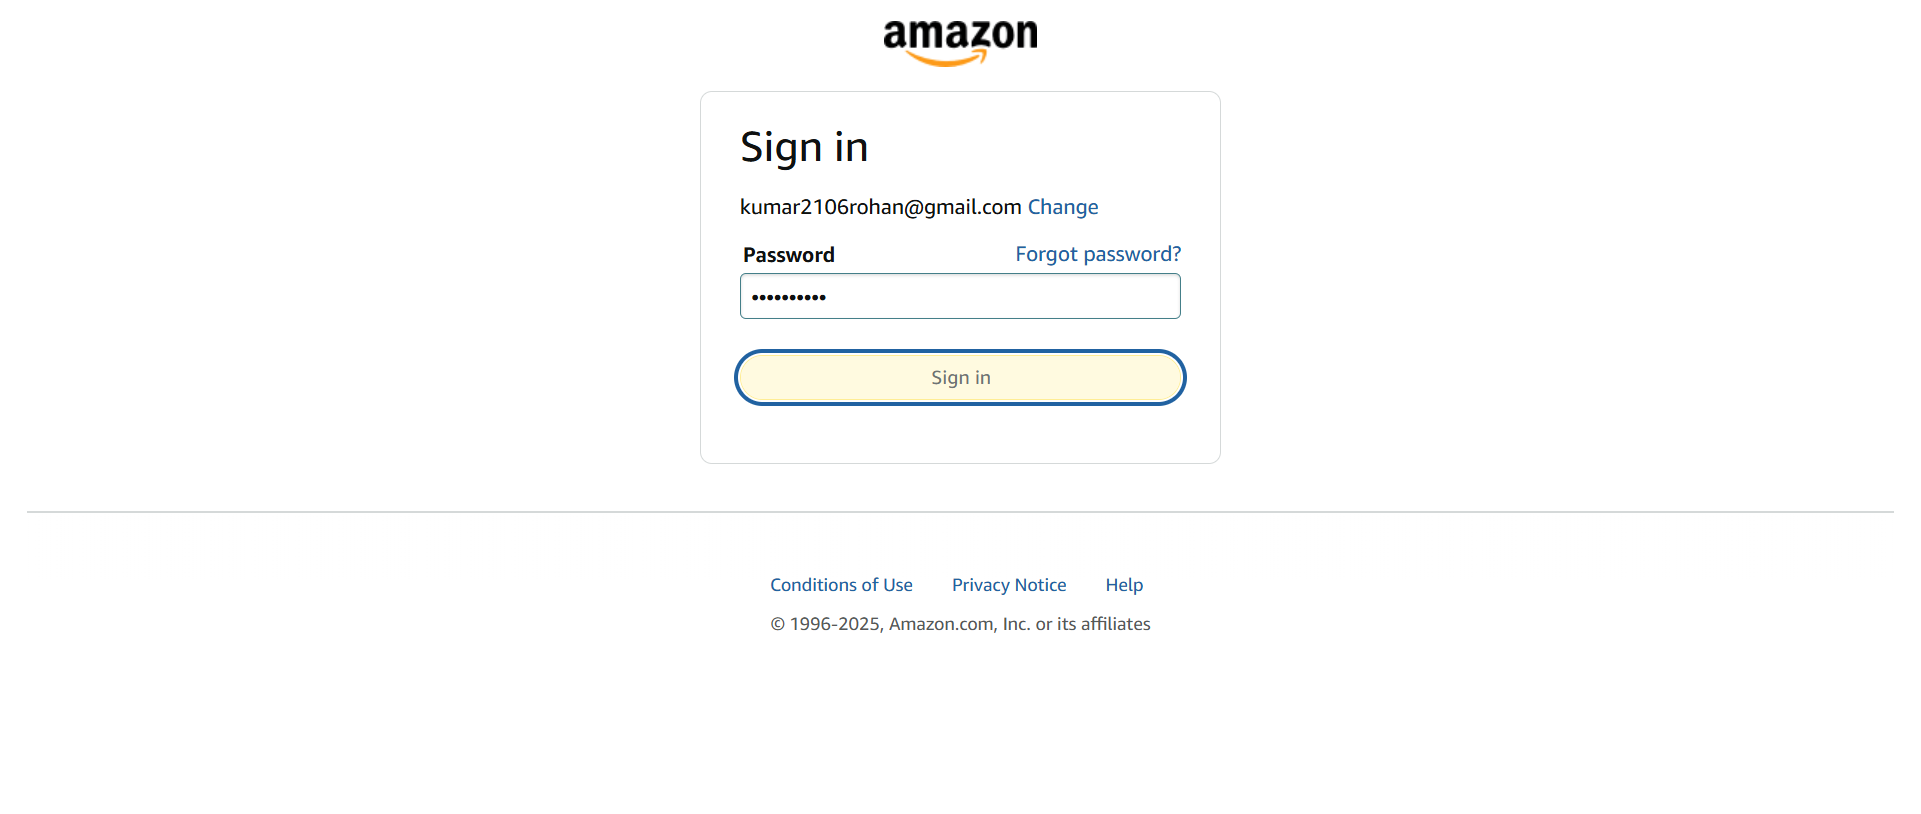 amazon
Sign in
kumar2106rohan@gmail.com Change
Password Forgot password?
••••••••••
Sign in
Conditions of Use Privacy Notice Help
© 1996-2025, Amazon.com, Inc. or its affiliates